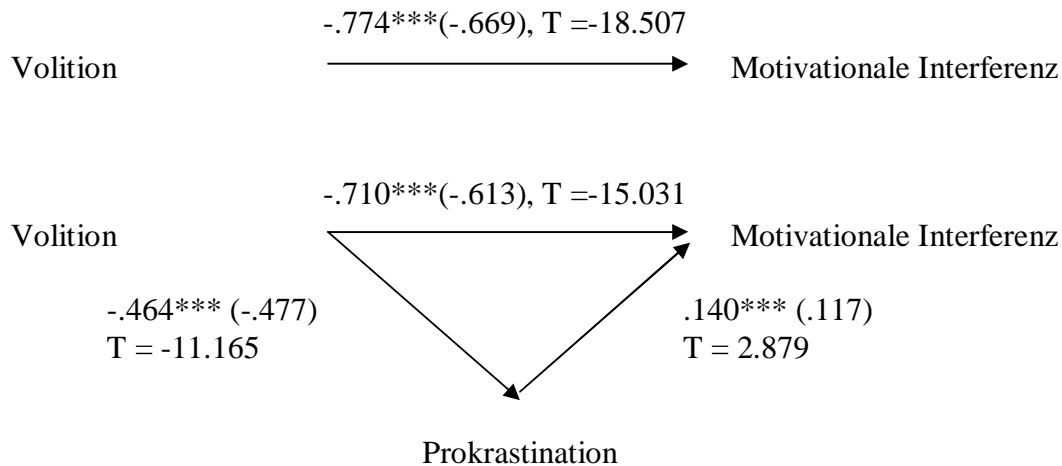 -.774***(-.669), T =-18.507
Volition Motivationale Interferenz
-.710***(-.613), T =-15.031
Volition Motivationale Interferenz
-.464*** (-.477) .140*** (.117)
T = -11.165 T = 2.879
Prokrastination